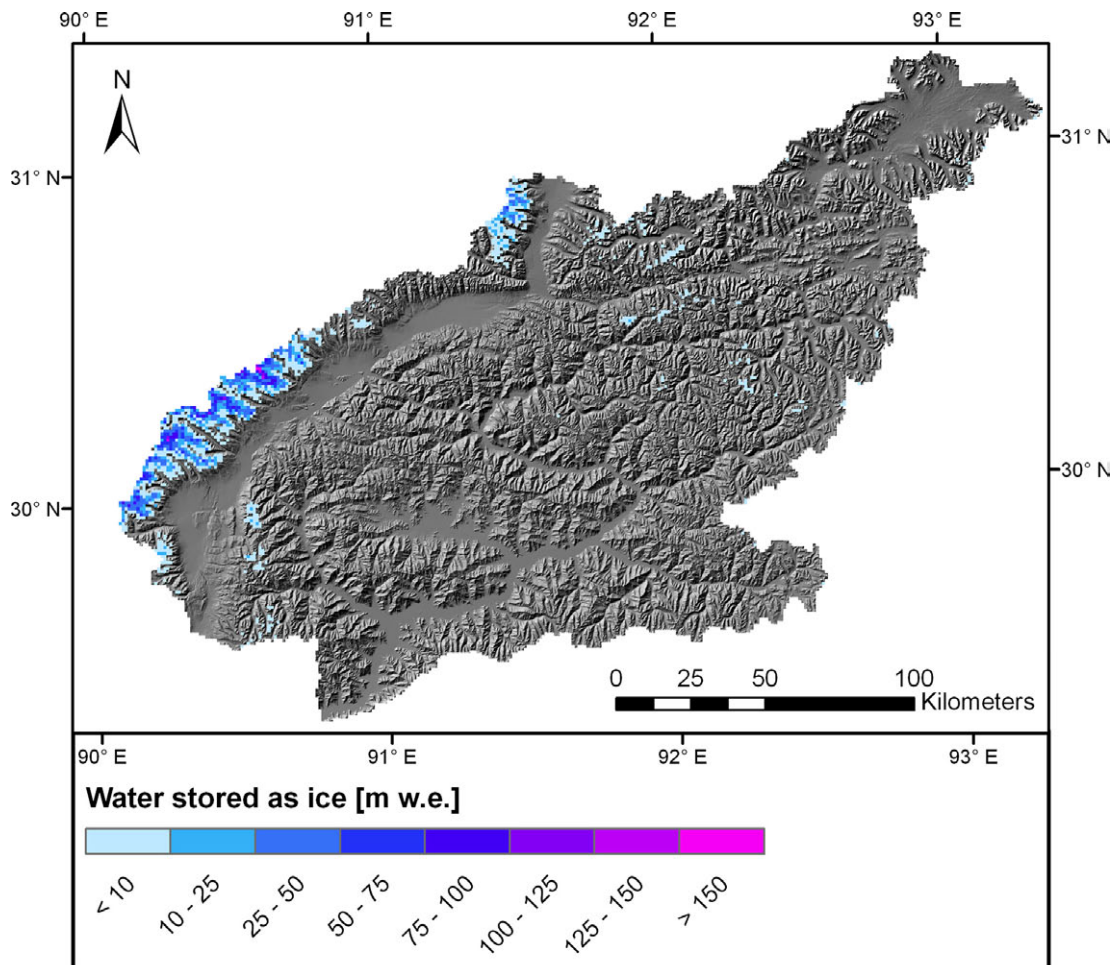 90° E 91° E 92° E 93° E
N
31° N
31° N
30° N
30° N
0 25 50 100
Kilometers
90° E 91° E 92° E 93° E
Water stored as ice [m w.e.]
< 10 10 - 25 25 - 50 50 - 75 75 - 100 100 - 125 125 - 150 > 150